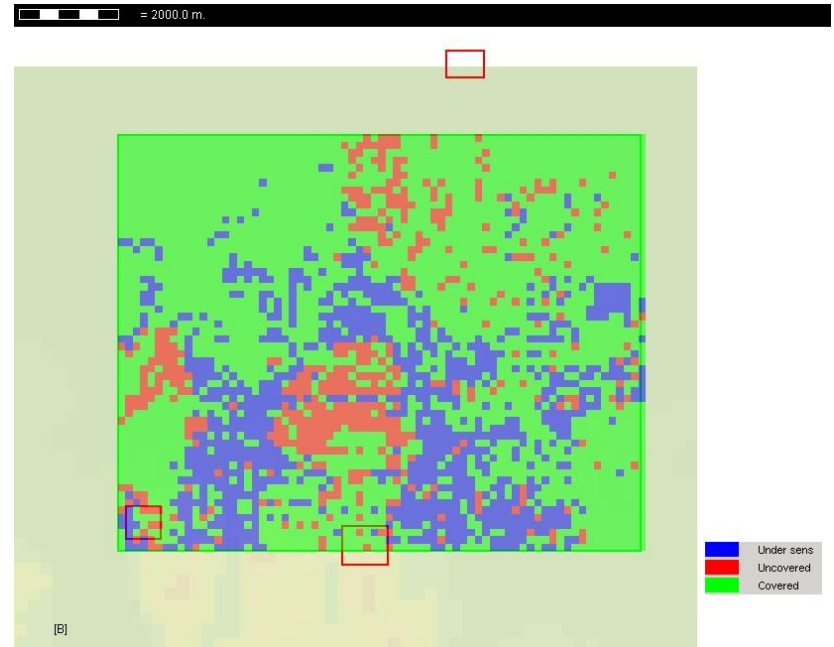 = 2000.0 m.
Under sens
Uncovered
Covered
[B]